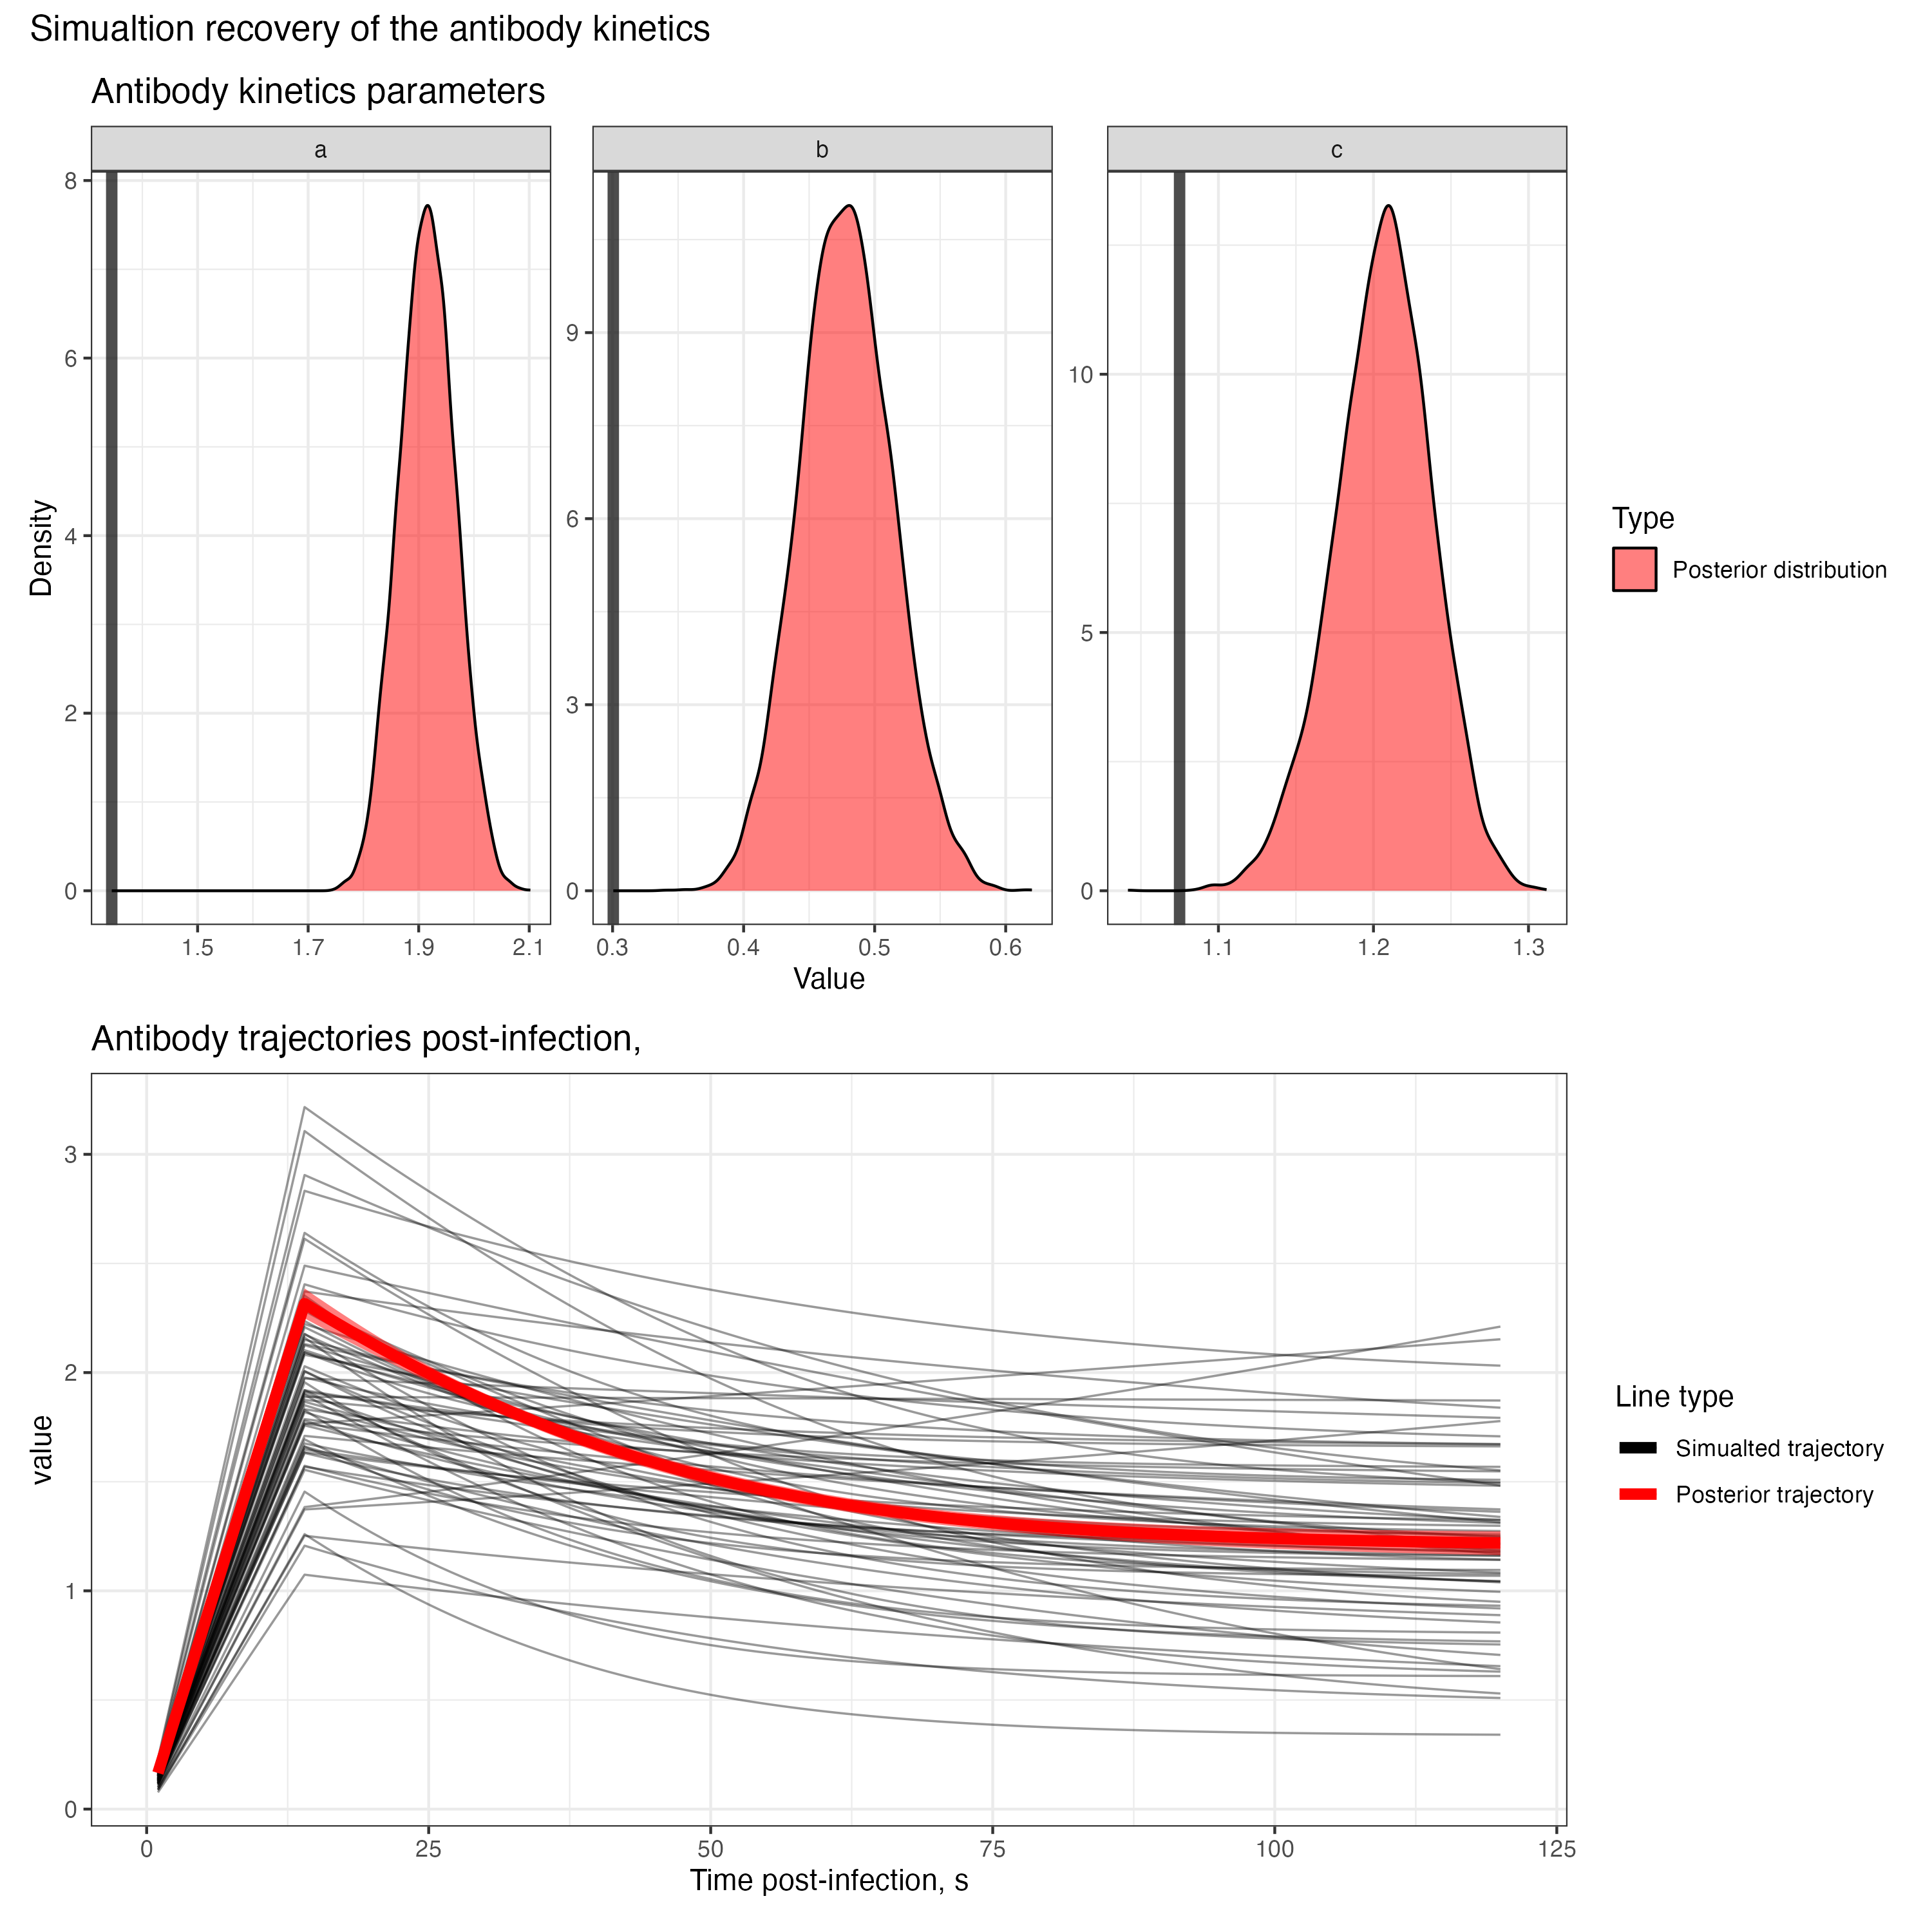 Simualtion recovery of the antibody kinetics
Antibody kinetics parameters
a
b
c
Density
8
6
4
2
0
9
6
3
0
10
5
0
1.5 1.7 1.9 2.1
0.3 0.4 0.5 0.6
1.1 1.2 1.3
Value
Type
Posterior distribution
Antibody trajectories post-infection,
value
3
2
1
0
0 25 50 75 100 125
Time post-infection, s
Line type
Simualted trajectory
Posterior trajectory